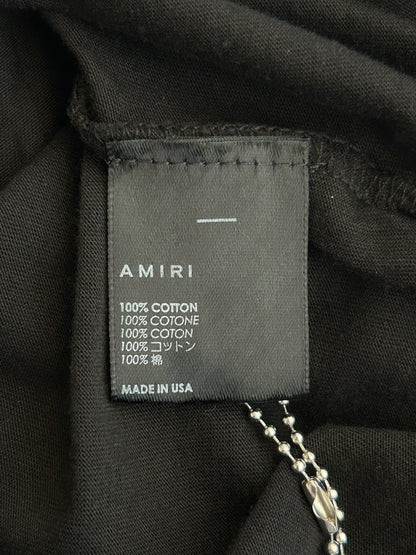 AMIRI
100% COTTON
100% COTONE
100% COTON
100% コットン
100% 棉
MADE IN USA